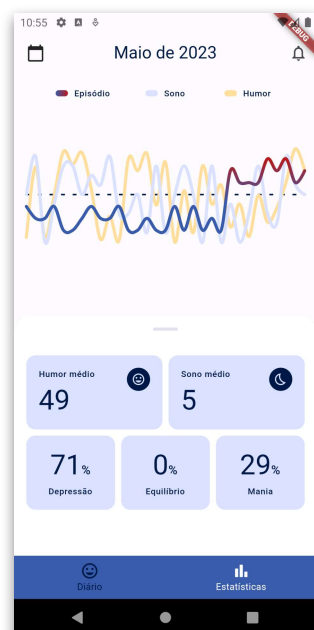 10:55
DEBUG
Maio de 2023
Episódio Sono Humor
Humor médio
49
Sono médio
5
71%
Depressão
0%
Equilíbrio
29%
Mania
Diário
Estatísticas